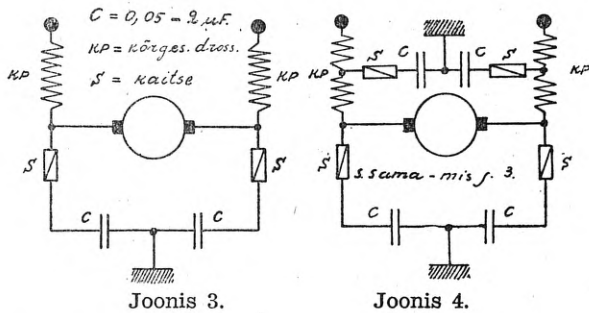 C = 0,05 – 2 µF.
KP = kõrges. dross.
S = kaitse
KP
KP
S
S
C
C
Joonis 3.
S
C
C
S
KP
KP
S
S
s. sama – mis j. 3.
C
C
Joonis 4.